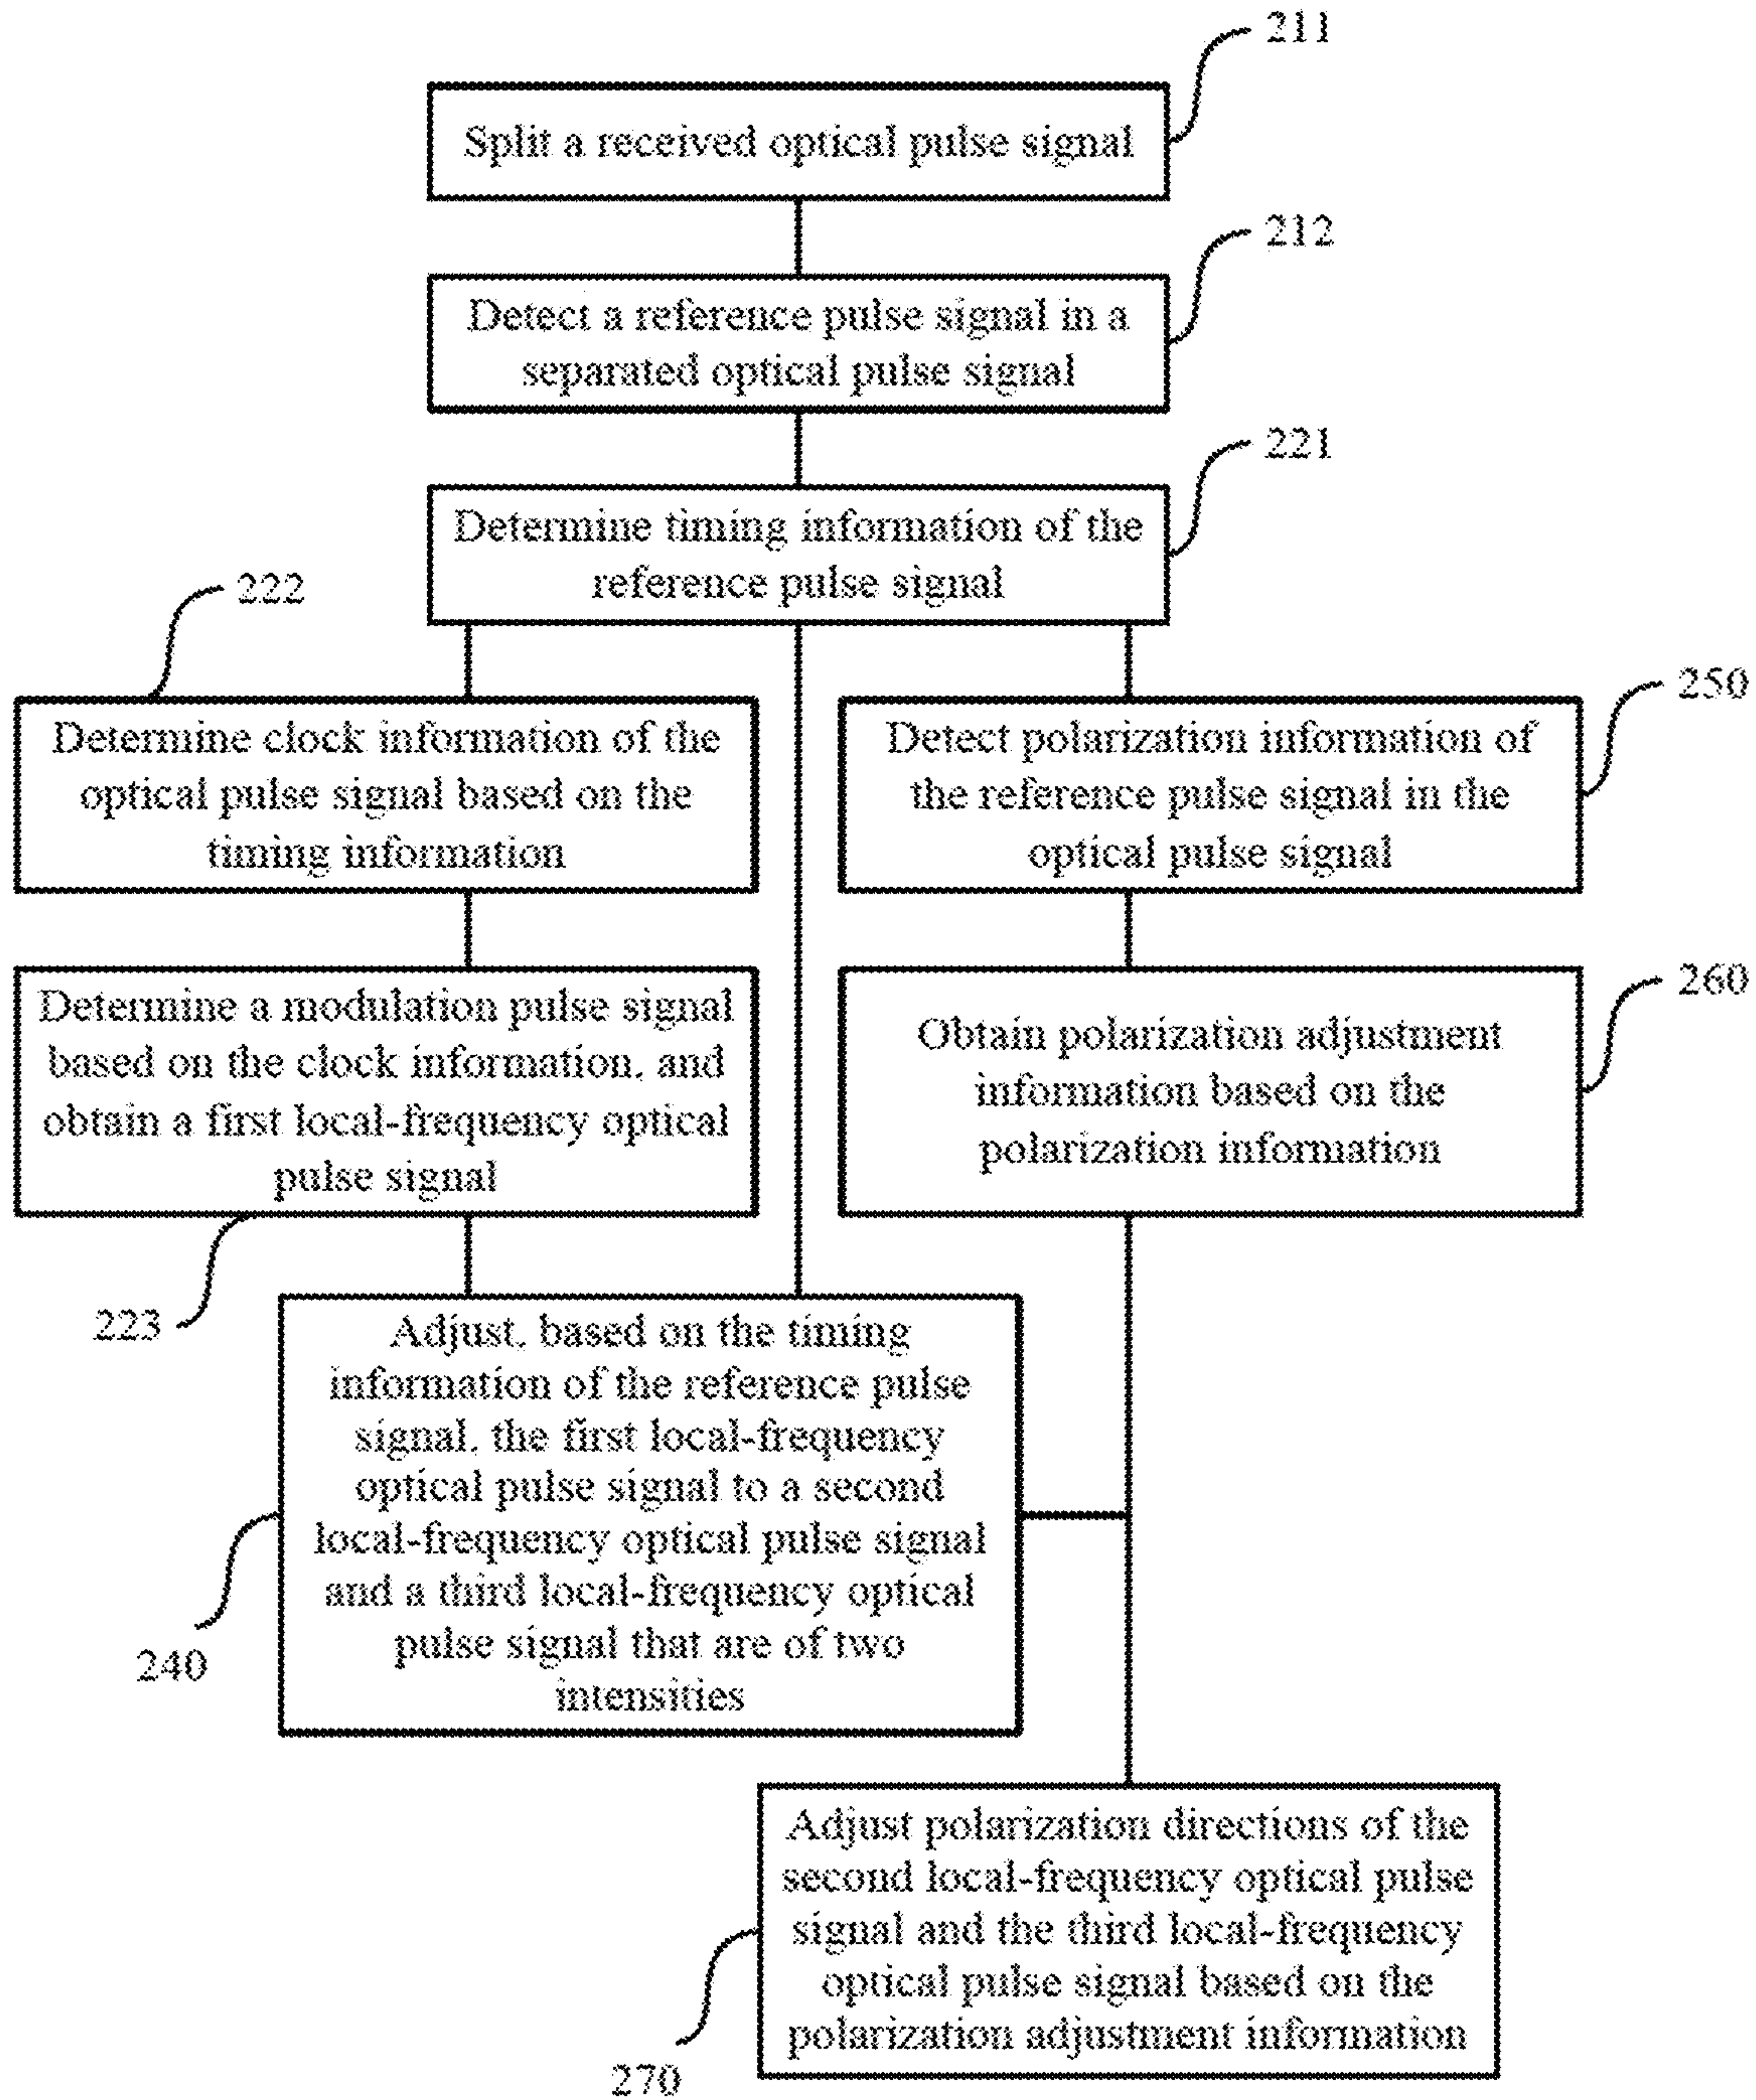 211
Split a received optical pulse signal
212
Detect a reference pulse signal in a
separated optical pulse signal
221
Determine timing information of the
reference pulse signal
222
Determine clock information of the
optical pulse signal based on the
timing information
250
Detect polarization information of
the reference pulse signal in the
optical pulse signal
Determine a modulation pulse signal
based on the clock information, and
obtain a first local-frequency optical
pulse signal
223
260
Obtain polarization adjustment
information based on the
polarization information
Adjust, based on the timing
information of the reference pulse
signal, the first local-frequency
optical pulse signal to a second
local-frequency optical pulse signal
and a third local-frequency optical
pulse signal that are of two
intensities
240
Adjust polarization directions of the
second local-frequency optical pulse
signal and the third local-frequency
optical pulse signal based on the
polarization adjustment information
270